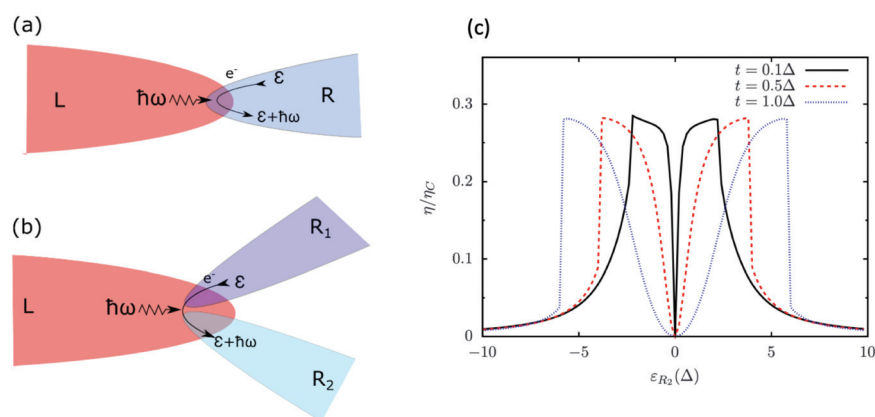 (a)
L
ħω
e⁻
ε
R
ε+ħω
(b)
L
ħω
R₁
e⁻
ε
ε+ħω
R₂
(c)
η/η_C
0.3
0.2
0.1
0
t = 0.1Δ
t = 0.5Δ
t = 1.0Δ
−10 −5 0 5 10
ε_{R₂}(Δ)